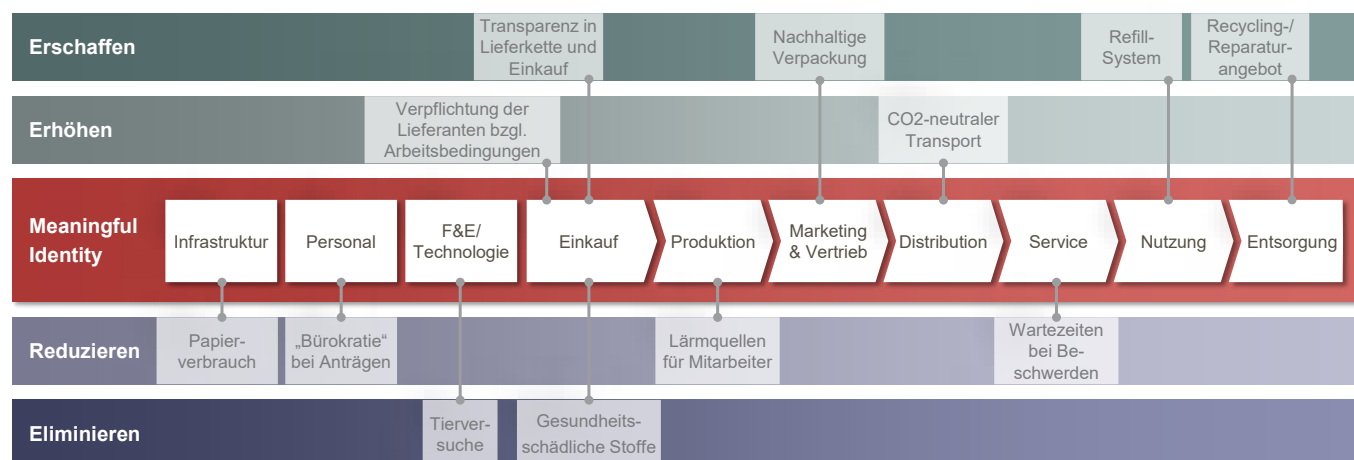 Erschaffen
Transparenz in
Lieferkette und
Einkauf
Nachhaltige
Verpackung
Refill-
System
Recycling-/
Reparatur-
angebot
Erhöhen
Verpflichtung der
Lieferanten bzgl.
Arbeitsbedingungen
CO2-neutraler
Transport
Meaningful
Identity
Infrastruktur
Personal
F&E/
Technologie
Einkauf
Produktion
Marketing
& Vertrieb
Distribution
Service
Nutzung
Entsorgung
Reduzieren
Papier-
verbrauch
„Bürokratie“
bei Anträgen
Lärmquellen
für Mitarbeiter
Wartezeiten
bei Be-
schwerden
Eliminieren
Tierver-
suche
Gesundheits-
schädliche Stoffe